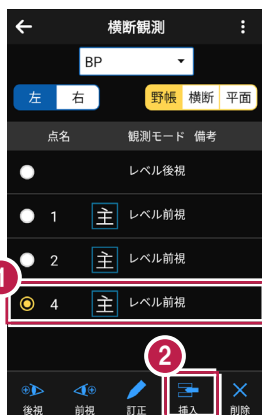 横断観測
BP
左 右 野帳 横断 平面
点名 観測モード 備考
レベル後視
1 主 レベル前視
2 主 レベル前視
1
4 主 レベル前視
2
後視 前視 訂正 挿入 削除